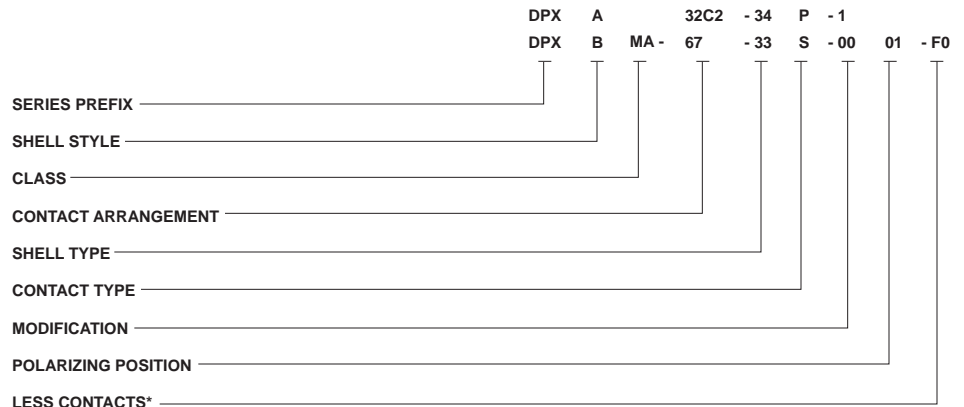 DPX A 32C2 - 34 P - 1
DPX B MA - 67 - 33 S - 00 01 - F0
SERIES PREFIX
SHELL STYLE
CLASS
CONTACT ARRANGEMENT
SHELL TYPE
CONTACT TYPE
MODIFICATION
POLARIZING POSITION
LESS CONTACTS*